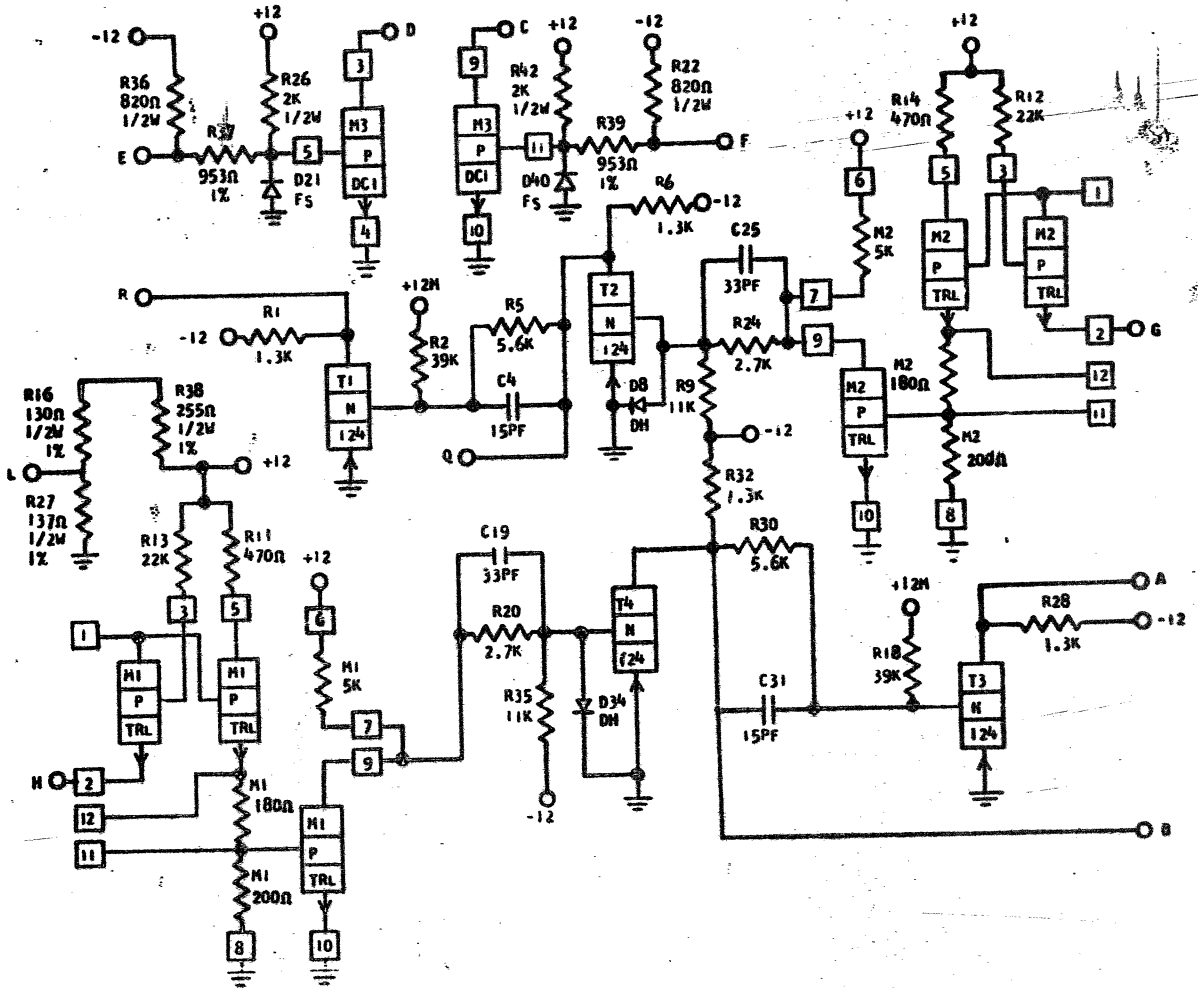 -12
+12
D
C
+12
-12
+12
R36
820Ω
1/2W
R26
2K
1/2W
3
M3
P
DC1
9
M3
P
DC1
R42
2K
1/2W
R22
820Ω
1/2W
R14
470Ω
R12
22K
E
R37
953Ω
1%
5
D21
FS
4
10
11
D40
FS
R39
953Ω
1%
F
+12
6
5
3
1
R6
1.3K
-12
C25
33PF
M2
5K
M2
P
TRL
M2
P
TRL
R
+12M
T2
N
124
7
2
G
R1
-12
1.3K
R2
39K
R5
5.6K
R24
2.7K
9
T1
N
124
C4
15PF
D8
DH
R9
11K
M2
P
TRL
M2
180Ω
12
11
R16
130Ω
1/2W
1%
R38
255Ω
1/2W
1%
-12
M2
200Ω
L
+12
Q
R27
137Ω
1/2W
1%
R32
1.3K
10
8
R13
22K
R11
470Ω
+12
C19
33PF
R30
5.6K
3
5
6
R20
2.7K
T4
N
124
+12M
A
1
M1
P
TRL
M1
P
TRL
M1
5K
R18
39K
R28
1.3K
-12
R35
11K
D34
DH
C31
15PF
T3
N
124
7
9
H
2
12
11
M1
180Ω
M1
P
TRL
-12
B
M1
200Ω
8
10